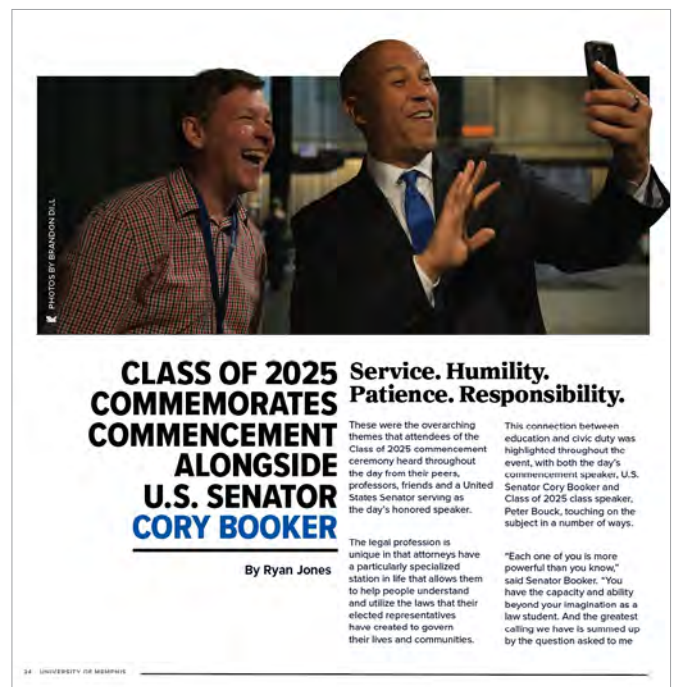 PHOTOS BY BRANDON DILL
CLASS OF 2025
COMMEMORATES
COMMENCEMENT
ALONGSIDE
U.S. SENATOR
CORY BOOKER
By Ryan Jones
Service. Humility.
Patience. Responsibility.
These were the overarching
themes that attendees of the
Class of 2025 commencement
ceremony heard throughout
the day from their peers,
professors, friends and a United
States Senator serving as
the day's honored speaker.
The legal profession is
unique in that attorneys have
a particularly specialized
station in life that allows them
to help people understand
and utilize the laws that their
elected representatives
have created to govern
their lives and communities.
This connection between
education and civic duty was
highlighted throughout the
event, with both the day's
commencement speaker, U.S.
Senator Cory Booker and
Class of 2025 class speaker,
Peter Bouck, touching on the
subject in a number of ways.
“Each one of you is more
powerful than you know,”
said Senator Booker. “You
have the capacity and ability
beyond your imagination as a
law student. And the greatest
calling we have is summed up
by the question asked to me
24 UNIVERSITY OF MEMPHIS